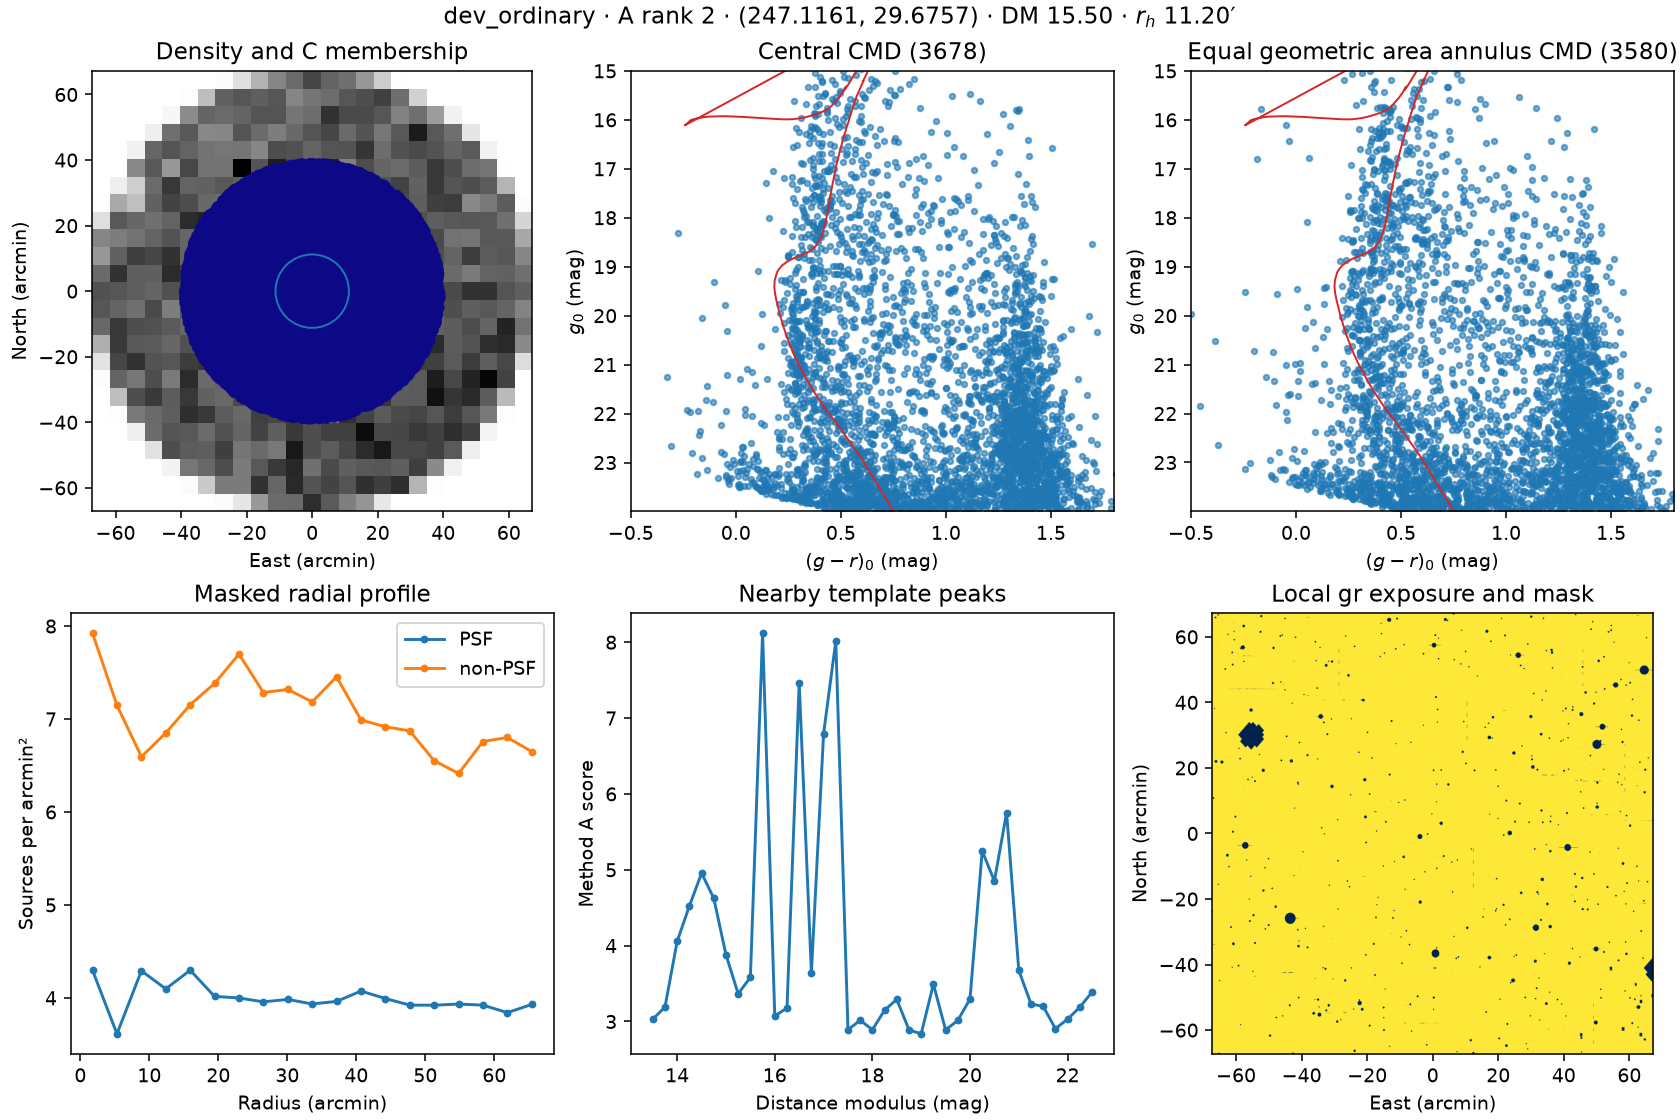 dev_ordinary · A rank 2 · (247.1161, 29.6757) · DM 15.50 · r_h 11.20′
Density and C membership
60
40
20
0
−20
−40
−60
North (arcmin)
−60 −40 −20 0 20 40 60
East (arcmin)
Central CMD (3678)
15
16
17
18
19
20
21
22
23
g₀ (mag)
−0.5 0.0 0.5 1.0 1.5
(g − r)₀ (mag)
Equal geometric area annulus CMD (3580)
15
16
17
18
19
20
21
22
23
g₀ (mag)
−0.5 0.0 0.5 1.0 1.5
(g − r)₀ (mag)
Masked radial profile
PSF
non-PSF
8
7
6
5
4
Sources per arcmin²
0 10 20 30 40 50 60
Radius (arcmin)
Nearby template peaks
8
7
6
5
4
3
Method A score
14 16 18 20 22
Distance modulus (mag)
Local gr exposure and mask
60
40
20
0
−20
−40
−60
North (arcmin)
−60 −40 −20 0 20 40 60
East (arcmin)